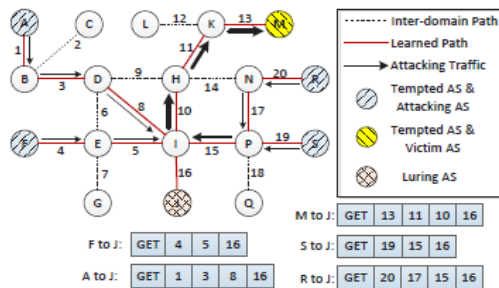 12
13
A
C
L
K
M
1
2
11
B
3
D
9
H
14
N
20
R
6
8
10
17
F
4
E
5
I
15
P
19
S
7
16
18
G
J
Q
Inter-domain Path
Learned Path
Attacking Traffic
Tempted AS &
Attacking AS
Tempted AS &
Victim AS
Luring AS
M to J: GET 13 11 10 16
F to J: GET 4 5 16
S to J: GET 19 15 16
A to J: GET 1 3 8 16
R to J: GET 20 17 15 16